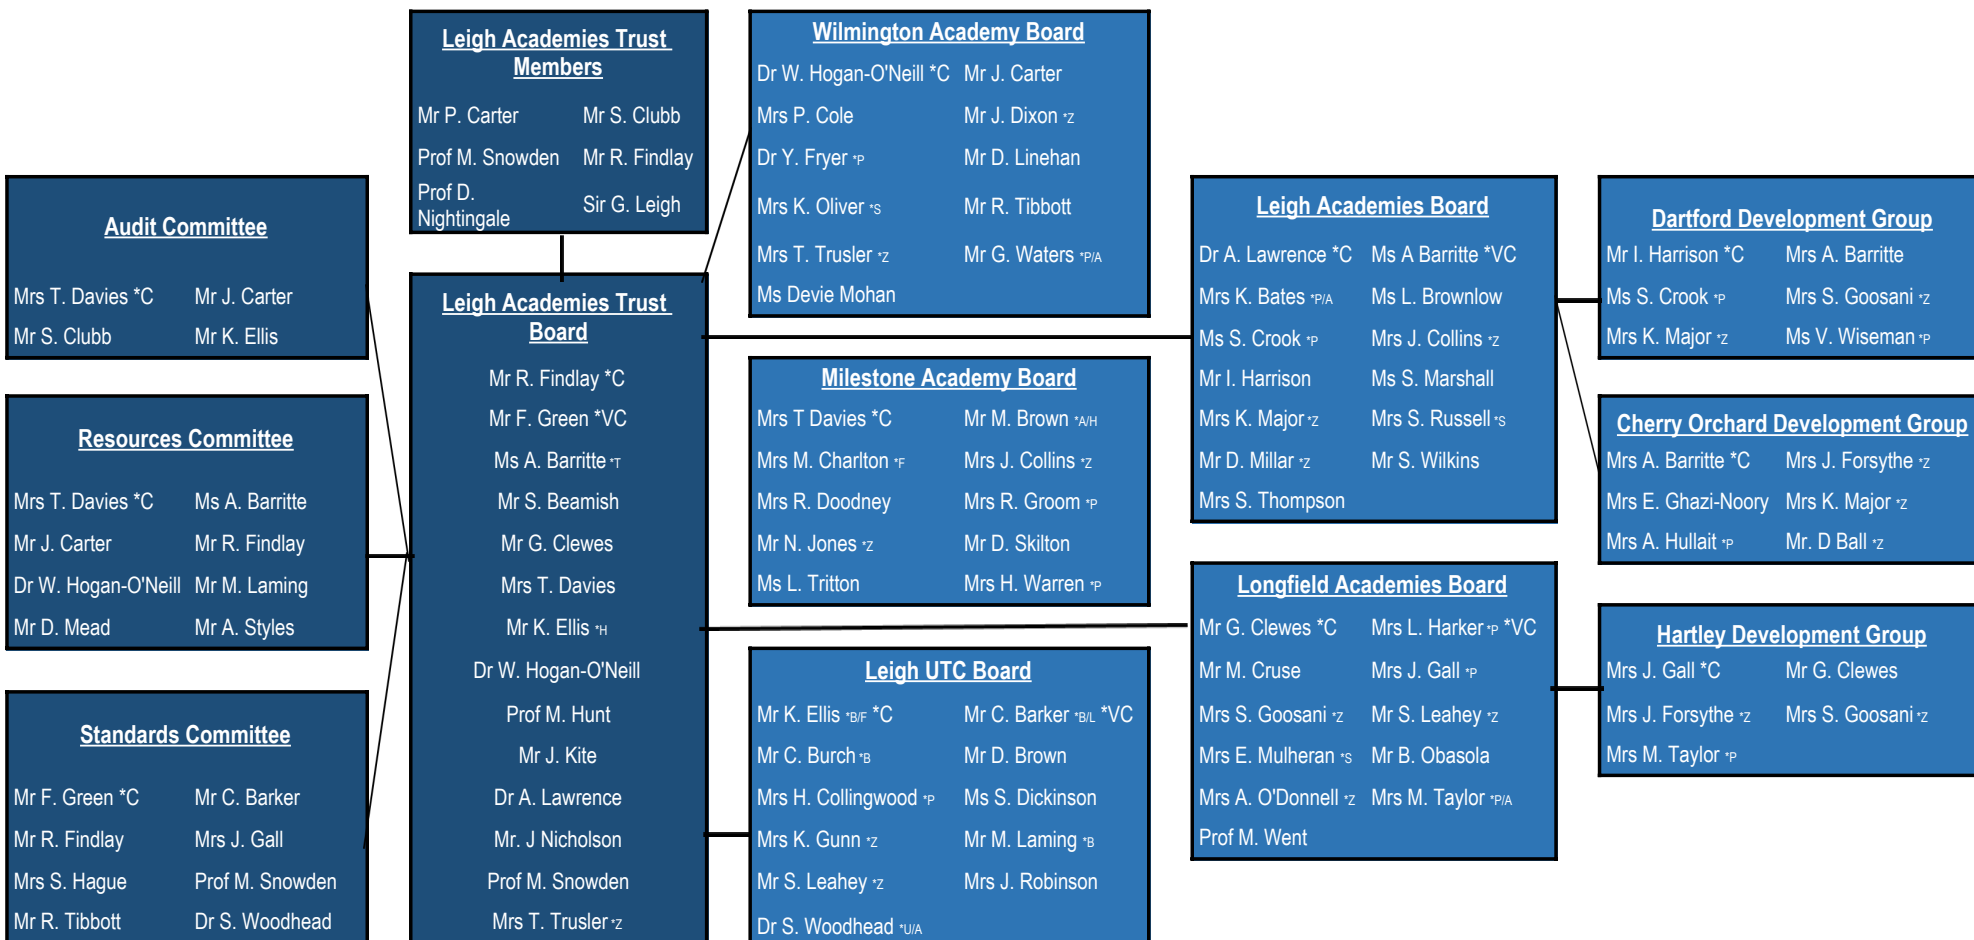 Leigh Academies Trust
Members
Mr P. Carter Mr S. Clubb
Prof M. Snowden Mr R. Findlay
Prof D.
Nightingale Sir G. Leigh
Wilmington Academy Board
Dr W. Hogan-O'Neill *C Mr J. Carter
Mrs P. Cole Mr J. Dixon *Z
Dr Y. Fryer *P Mr D. Linehan
Mrs K. Oliver *S Mr R. Tibbott
Mrs T. Trusler *Z Mr G. Waters *P/A
Ms Devie Mohan
Audit Committee
Mrs T. Davies *C Mr J. Carter
Mr S. Clubb Mr K. Ellis
Resources Committee
Mrs T. Davies *C Ms A. Barritte
Mr J. Carter Mr R. Findlay
Dr W. Hogan-O'Neill Mr M. Laming
Mr D. Mead Mr A. Styles
Standards Committee
Mr F. Green *C Mr C. Barker
Mr R. Findlay Mrs J. Gall
Mrs S. Hague Prof M. Snowden
Mr R. Tibbott Dr S. Woodhead
Leigh Academies Trust
Board
Mr R. Findlay *C
Mr F. Green *VC
Ms A. Barritte *T
Mr S. Beamish
Mr G. Clewes
Mrs T. Davies
Mr K. Ellis *H
Dr W. Hogan-O'Neill
Prof M. Hunt
Mr J. Kite
Dr A. Lawrence
Mr. J Nicholson
Prof M. Snowden
Mrs T. Trusler *Z
Milestone Academy Board
Mrs T Davies *C Mr M. Brown *A/H
Mrs M. Charlton *F Mrs J. Collins *Z
Mrs R. Doodney Mrs R. Groom *P
Mr N. Jones *Z Mr D. Skilton
Ms L. Tritton Mrs H. Warren *P
Leigh UTC Board
Mr K. Ellis *B/F *C Mr C. Barker *B/L *VC
Mr C. Burch *B Mr D. Brown
Mrs H. Collingwood *P Ms S. Dickinson
Mrs K. Gunn *Z Mr M. Laming *B
Mr S. Leahey *Z Mrs J. Robinson
Dr S. Woodhead *U/A
Leigh Academies Board
Dr A. Lawrence *C Ms A Barritte *VC
Mrs K. Bates *P/A Ms L. Brownlow
Ms S. Crook *P Mrs J. Collins *Z
Mr I. Harrison Ms S. Marshall
Mrs K. Major *Z Mrs S. Russell *S
Mr D. Millar *Z Mr S. Wilkins
Mrs S. Thompson
Longfield Academies Board
Mr G. Clewes *C Mrs L. Harker *P *VC
Mr M. Cruse Mrs J. Gall *P
Mrs S. Goosani *Z Mr S. Leahey *Z
Mrs E. Mulheran *S Mr B. Obasola
Mrs A. O'Donnell *Z Mrs M. Taylor *P/A
Prof M. Went
Dartford Development Group
Mr I. Harrison *C Mrs A. Barritte
Ms S. Crook *P Mrs S. Goosani *Z
Mrs K. Major *Z Ms V. Wiseman *P
Cherry Orchard Development Group
Mrs A. Barritte *C Mrs J. Forsythe *Z
Mrs E. Ghazi-Noory Mrs K. Major *Z
Mrs A. Hullait *P Mr. D Ball *Z
Hartley Development Group
Mrs J. Gall *C Mr G. Clewes
Mrs J. Forsythe *Z Mrs S. Goosani *Z
Mrs M. Taylor *P